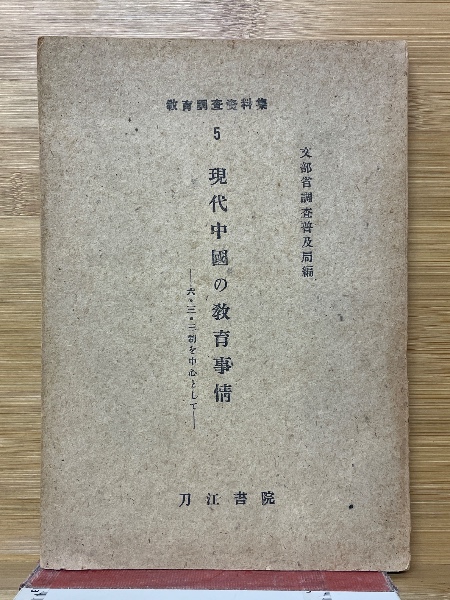 教育調査資料集
5
文部省調査普及局編
現代中國の教育事情
―六・三・三制を中心として―
刀江書院